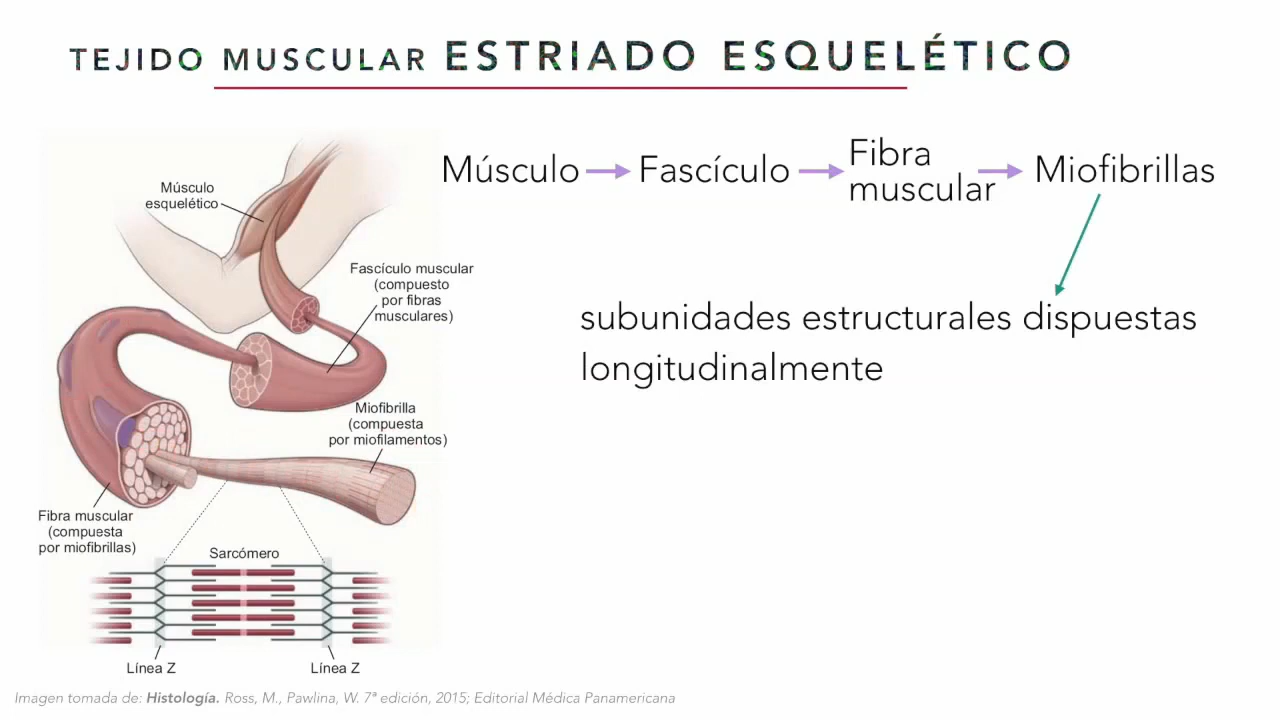 TEJIDO MUSCULAR ESTRIADO ESQUELÉTICO
Músculo
Fascículo
Fibra
muscular
Miofibrillas
subunidades estructurales dispuestas
longitudinalmente
Músculo
esquelético
Fascículo muscular
(compuesto
por fibras
musculares)
Miofibrilla
(compuesta
por miofilamentos)
Fibra muscular
(compuesta
por miofibrillas)
Sarcómero
Línea Z
Línea Z
Imagen tomada de: Histología. Ross, M., Pawlina, W. 7ª edición, 2015; Editorial Médica Panamericana